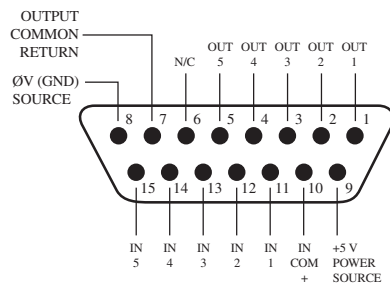 OUTPUT
COMMON
RETURN
ØV (GND)
SOURCE
N/C
OUT
5
OUT
4
OUT
3
OUT
2
OUT
1
8 7 6 5 4 3 2 1
15 14 13 12 11 10 9
IN
5
IN
4
IN
3
IN
2
IN
1
IN
COM
+
+5 V
POWER
SOURCE